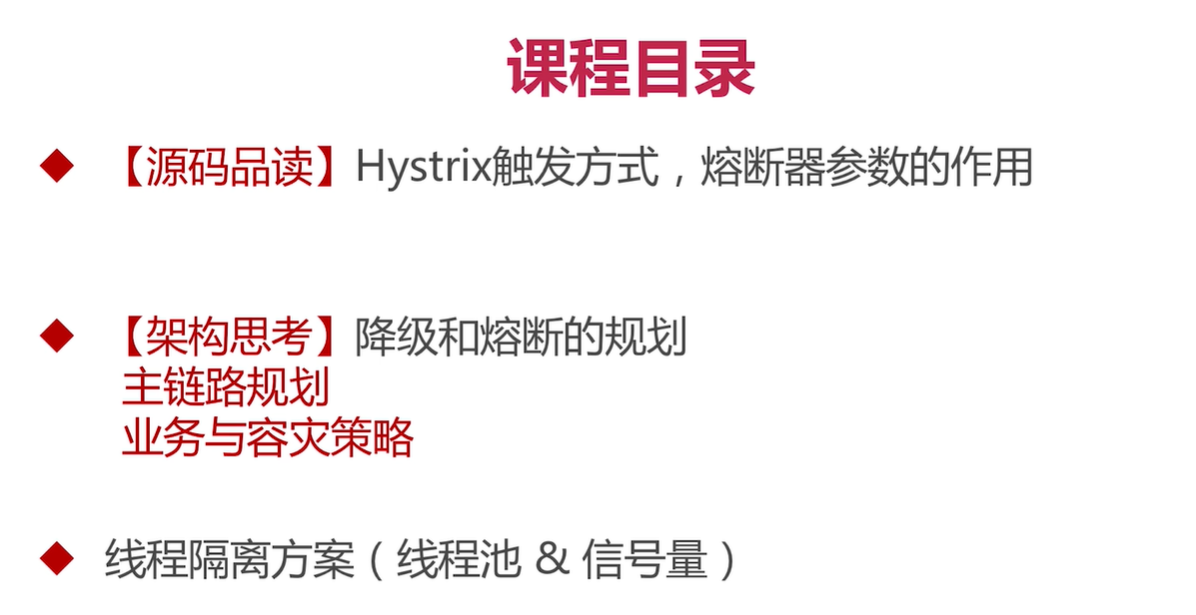 课程目录
【源码品读】Hystrix触发方式，熔断器参数的作用
【架构思考】降级和熔断的规划
主链路规划
业务与容灾策略
线程隔离方案（线程池 & 信号量）